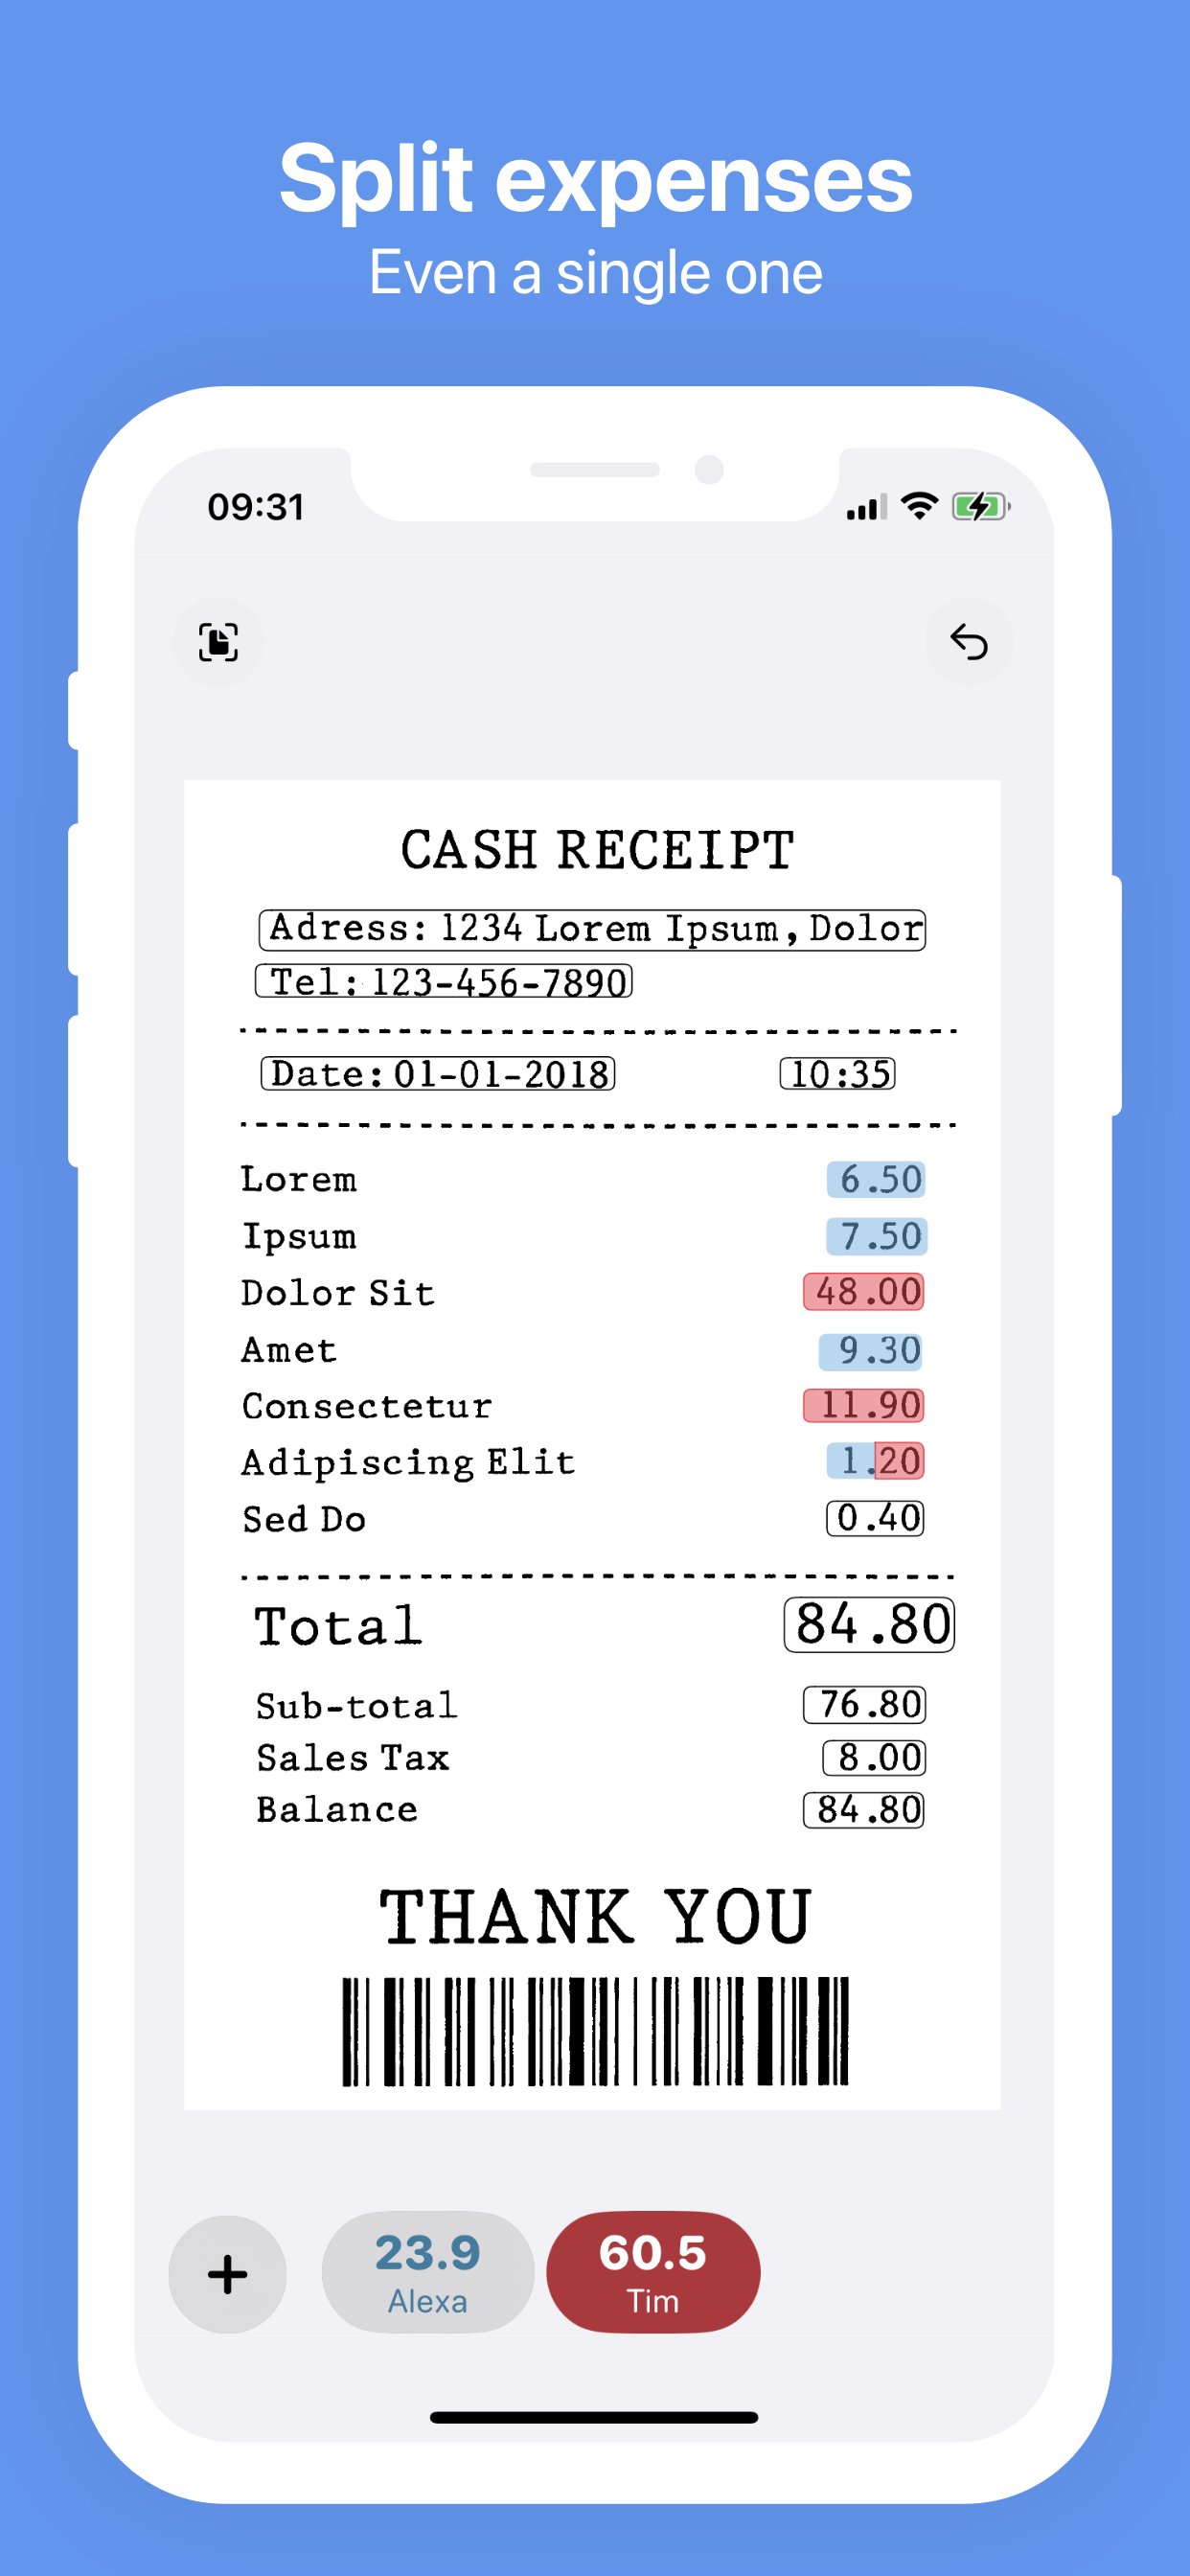 Split expenses
Even a single one
09:31
CASH RECEIPT
Adress: 1234 Lorem Ipsum, Dolor
Tel: 123-456-7890
Date: 01-01-2018 10:35
Lorem 6.50
Ipsum 7.50
Dolor Sit 48.00
Amet 9.30
Consectetur 11.90
Adipiscing Elit 1.20
Sed Do 0.40
Total 84.80
Sub-total 76.80
Sales Tax 8.00
Balance 84.80
THANK YOU
23.9 60.5
Alexa Tim